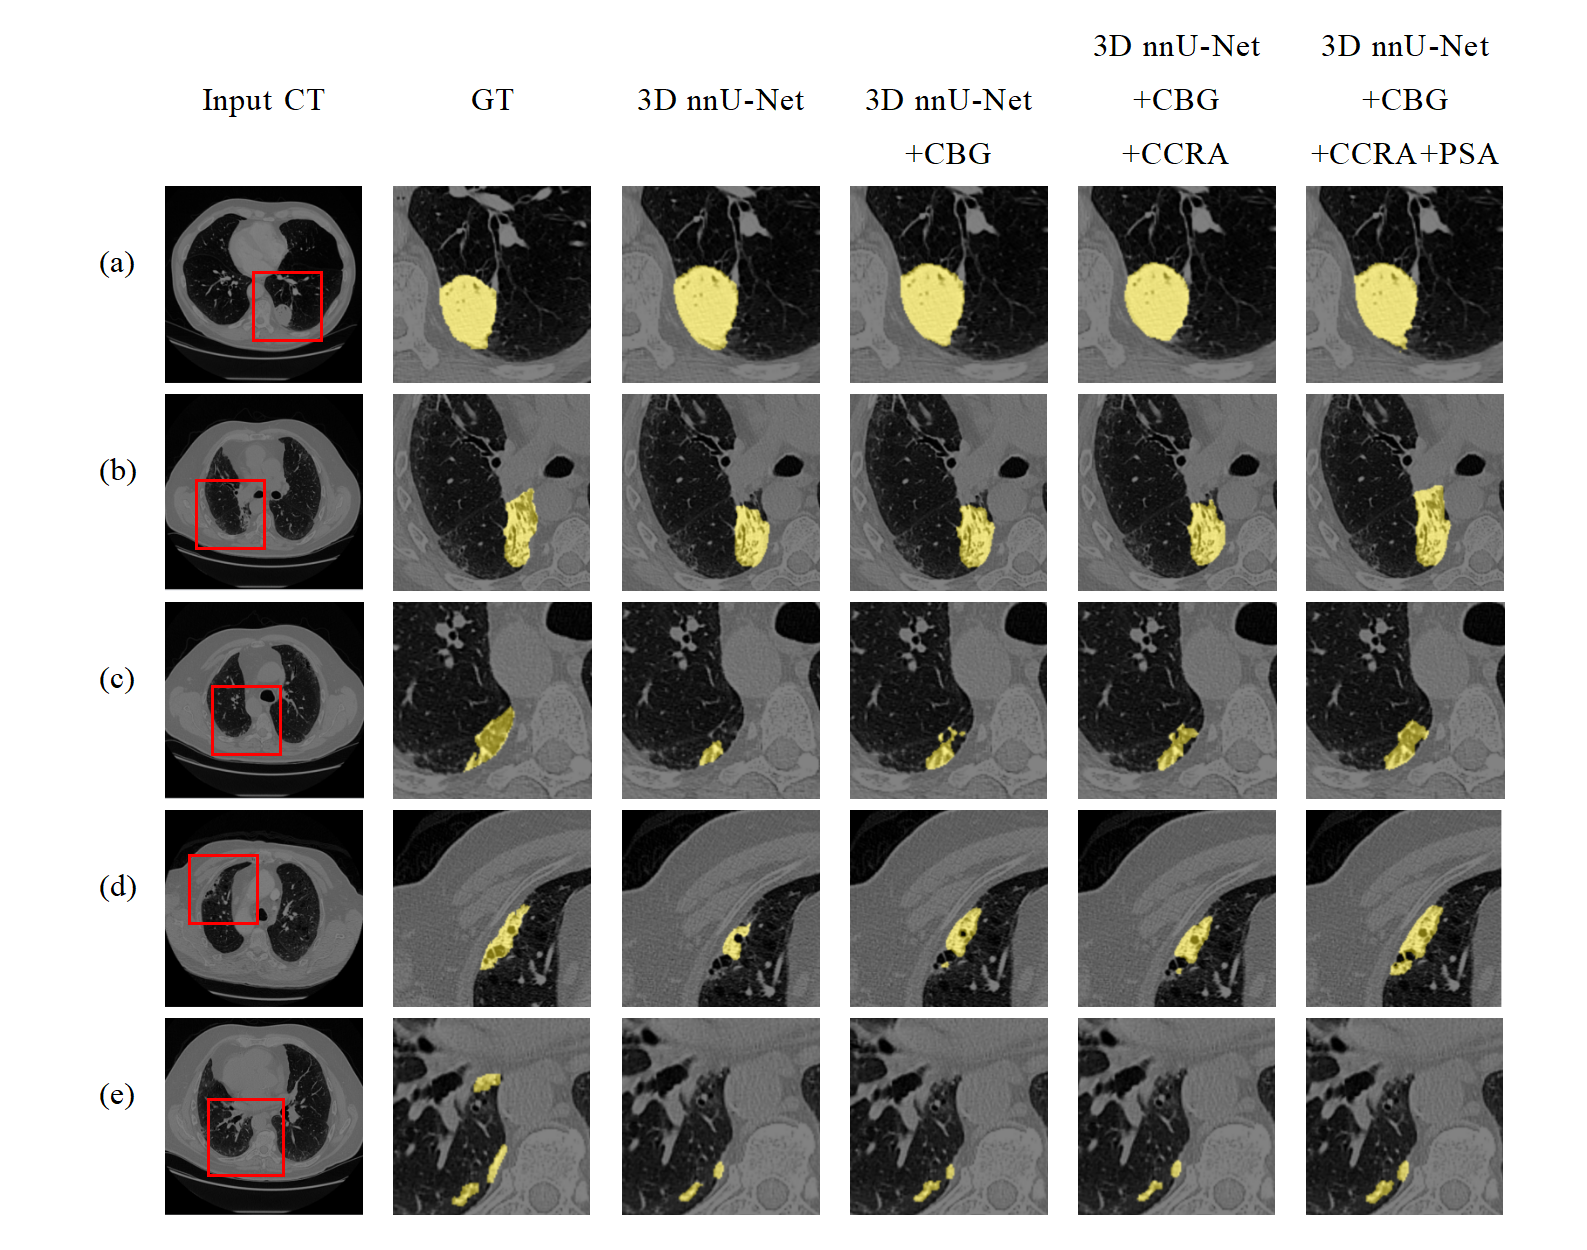 Input CT
GT
3D nnU-Net
3D nnU-Net
+CBG
3D nnU-Net
+CBG
+CCRA
3D nnU-Net
+CBG
+CCRA+PSA
(a)
(b)
(c)
(d)
(e)